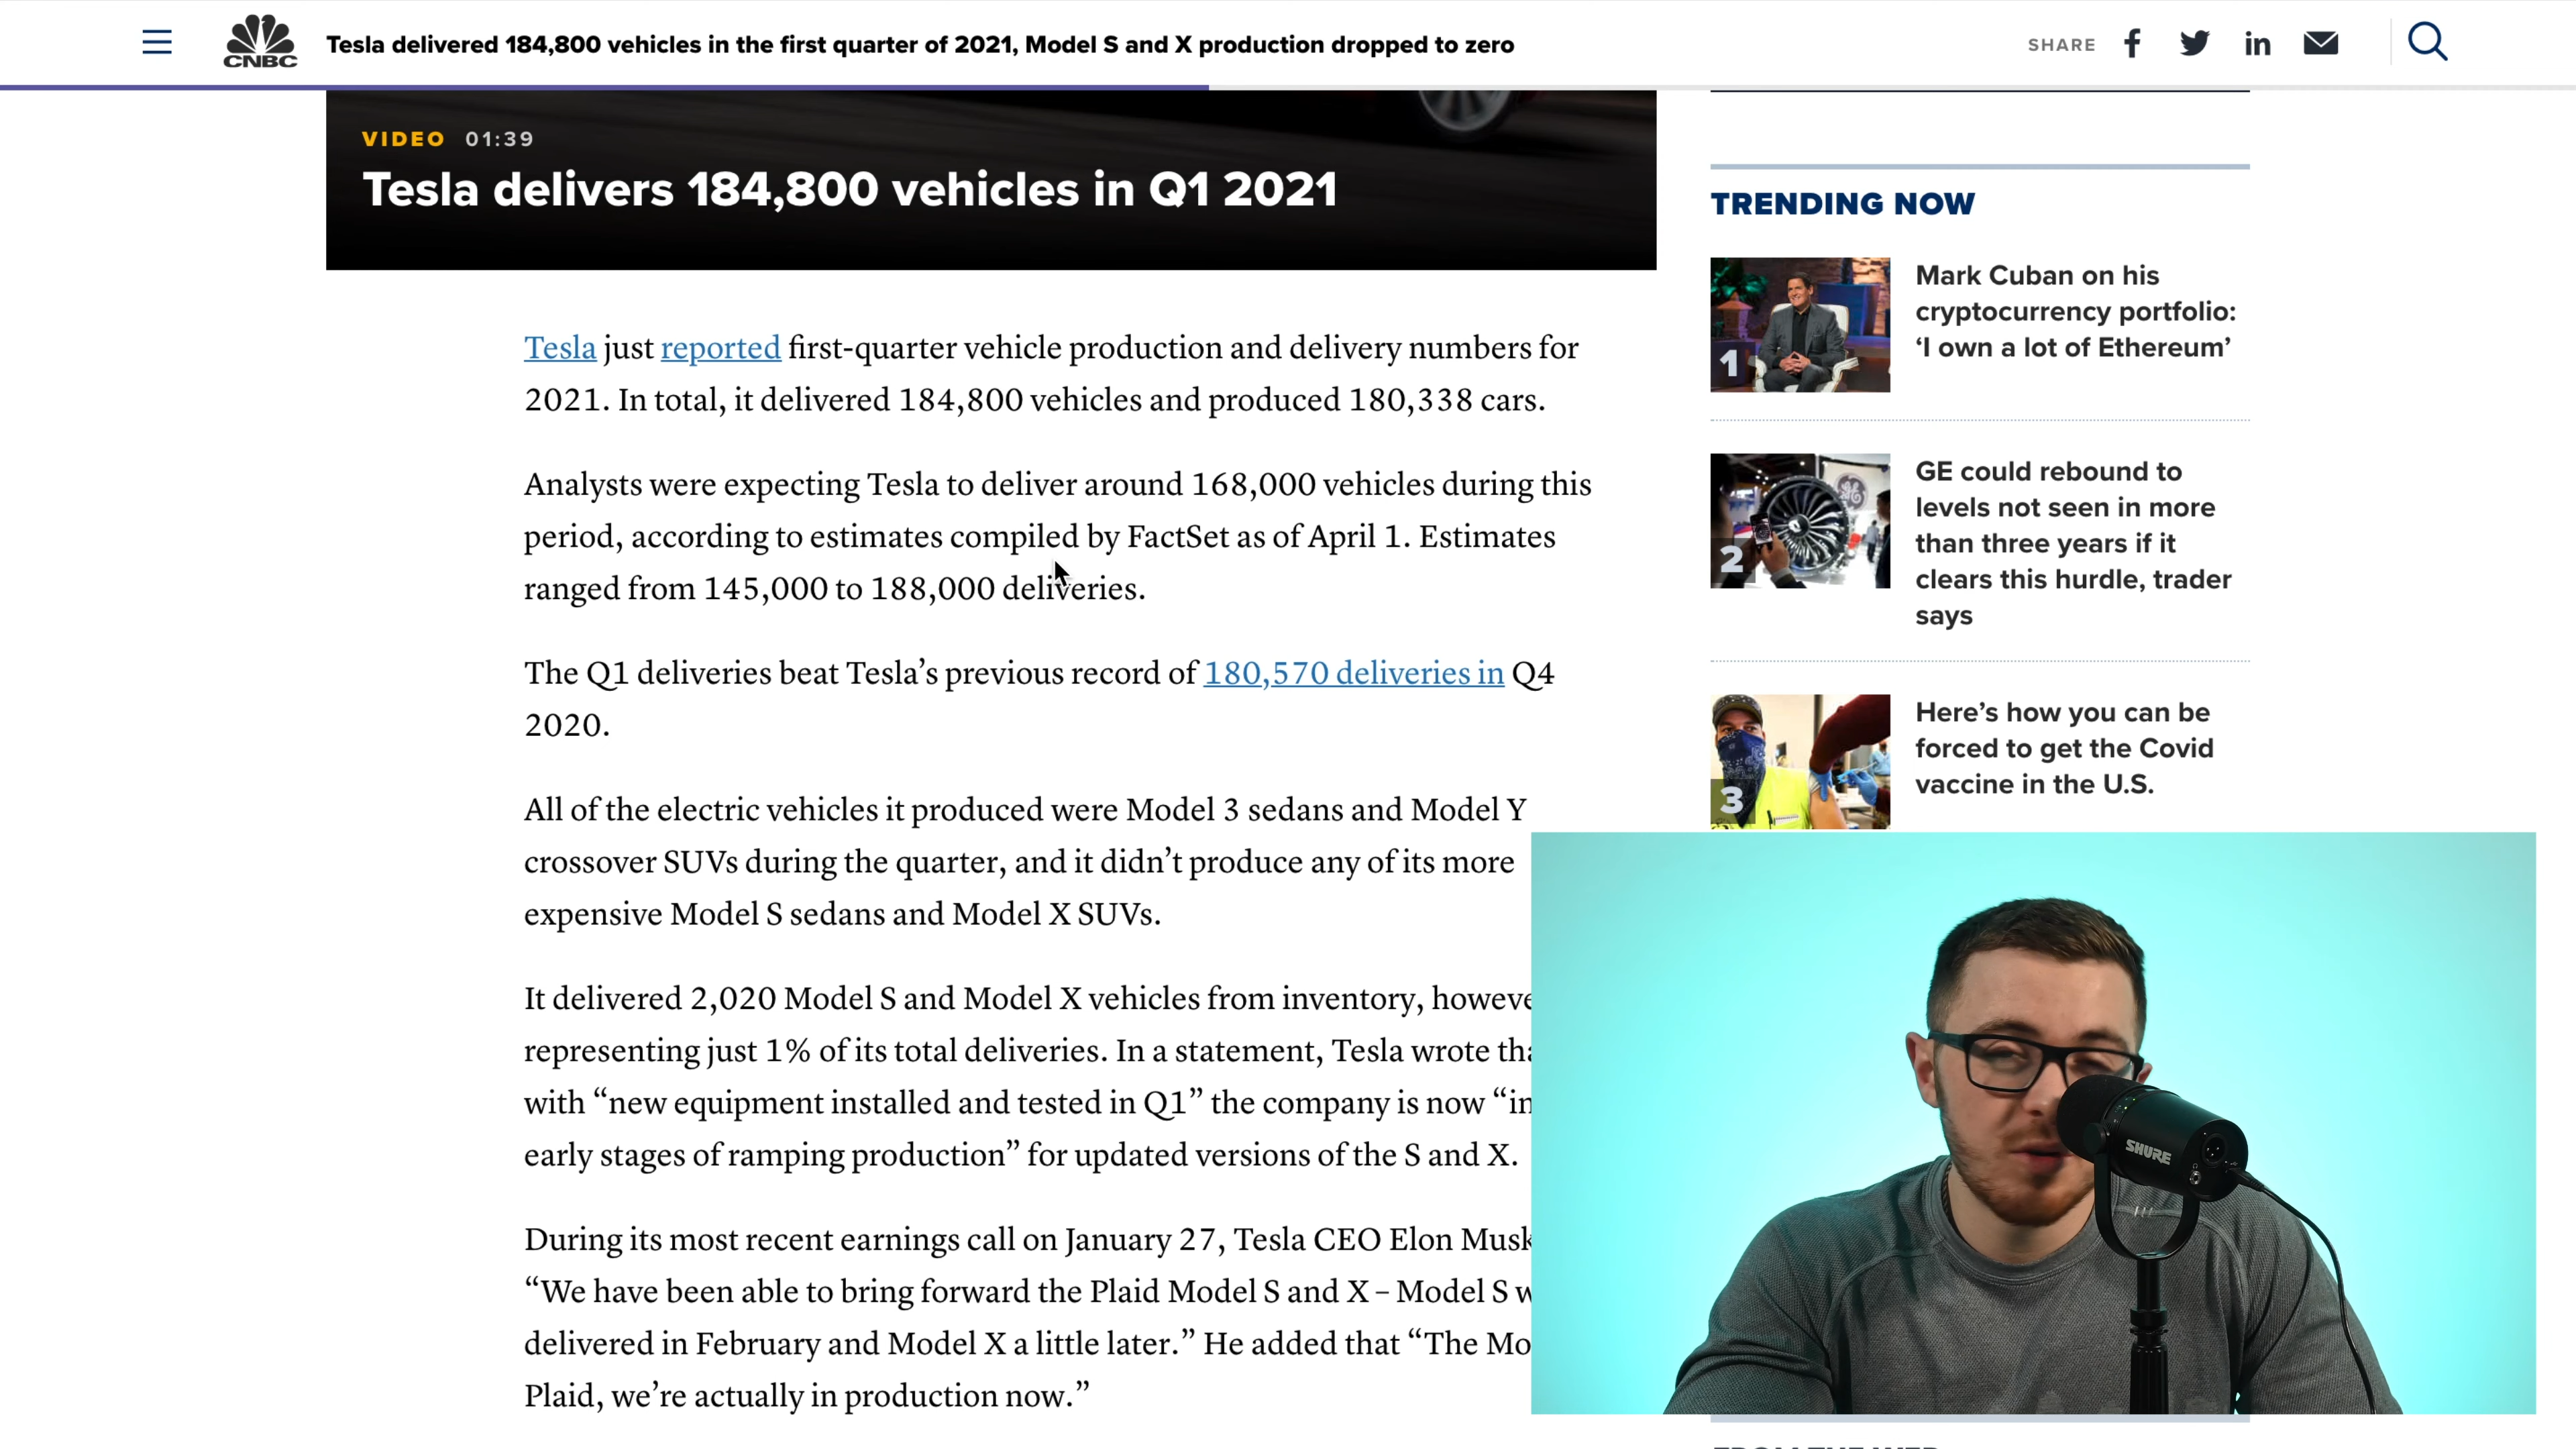 CNBC
Tesla delivered 184,800 vehicles in the first quarter of 2021, Model S and X production dropped to zero
SHARE
VIDEO 01:39
Tesla delivers 184,800 vehicles in Q1 2021
Tesla just reported first-quarter vehicle production and delivery numbers for
2021. In total, it delivered 184,800 vehicles and produced 180,338 cars.
Analysts were expecting Tesla to deliver around 168,000 vehicles during this
period, according to estimates compiled by FactSet as of April 1. Estimates
ranged from 145,000 to 188,000 deliveries.
The Q1 deliveries beat Tesla’s previous record of 180,570 deliveries in Q4
2020.
All of the electric vehicles it produced were Model 3 sedans and Model Y
crossover SUVs during the quarter, and it didn’t produce any of its more
expensive Model S sedans and Model X SUVs.
It delivered 2,020 Model S and Model X vehicles from inventory, howeve
representing just 1% of its total deliveries. In a statement, Tesla wrote tha
with “new equipment installed and tested in Q1” the company is now “in
early stages of ramping production” for updated versions of the S and X.
During its most recent earnings call on January 27, Tesla CEO Elon Musk
“We have been able to bring forward the Plaid Model S and X – Model S w
delivered in February and Model X a little later.” He added that “The Mo
Plaid, we’re actually in production now.”
TRENDING NOW
1
Mark Cuban on his
cryptocurrency portfolio:
‘I own a lot of Ethereum’
2
GE could rebound to
levels not seen in more
than three years if it
clears this hurdle, trader
says
3
Here’s how you can be
forced to get the Covid
vaccine in the U.S.
SHURE